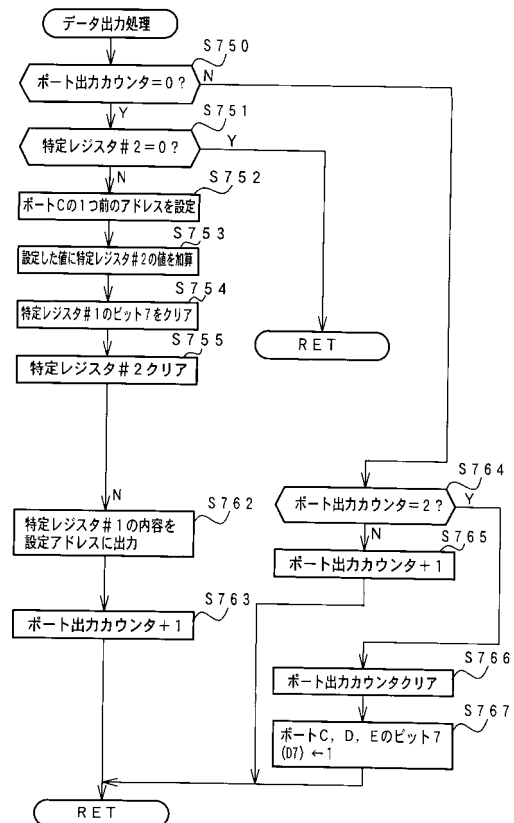 データ出力処理
S750
ポート出力カウンタ=0?
N
Y
S751
特定レジスタ#2=0?
Y
N
S752
ポートCの1つ前のアドレスを設定
S753
設定した値に特定レジスタ#2の値を加算
S754
特定レジスタ#1のビット7をクリア
S755
特定レジスタ#2クリア
RET
N
S762
特定レジスタ#1の内容を
設定アドレスに出力
S763
ポート出力カウンタ+1
S764
ポート出力カウンタ=2?
Y
N
S765
ポート出力カウンタ+1
S766
ポート出力カウンタクリア
S767
ポートC,D,Eのビット7
(D7)←1
RET